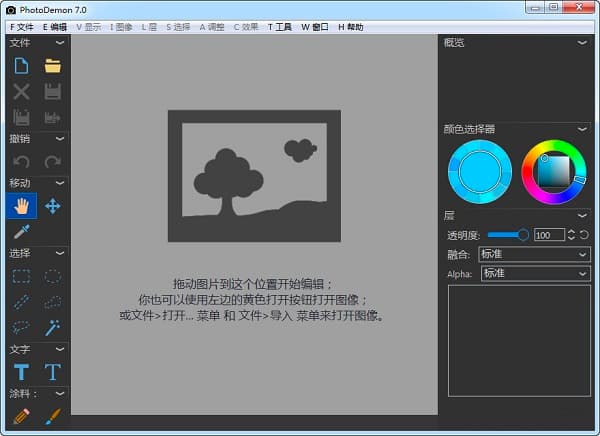 PhotoDemon 7.0
F 文件 E 编辑 V 显示 I 图像 L 层 S 选择 A 调整 C 效果 T 工具 W 窗口 H 帮助
文件
撤销
移动
选择
文字
T T
涂料：
拖动图片到这个位置开始编辑；
你也可以使用左边的黄色打开按钮打开图像；
或文件>打开... 菜单 和 文件>导入 菜单来打开图像。
概览
颜色选择器
层
透明度: 100
融合: 标准
Alpha: 标准